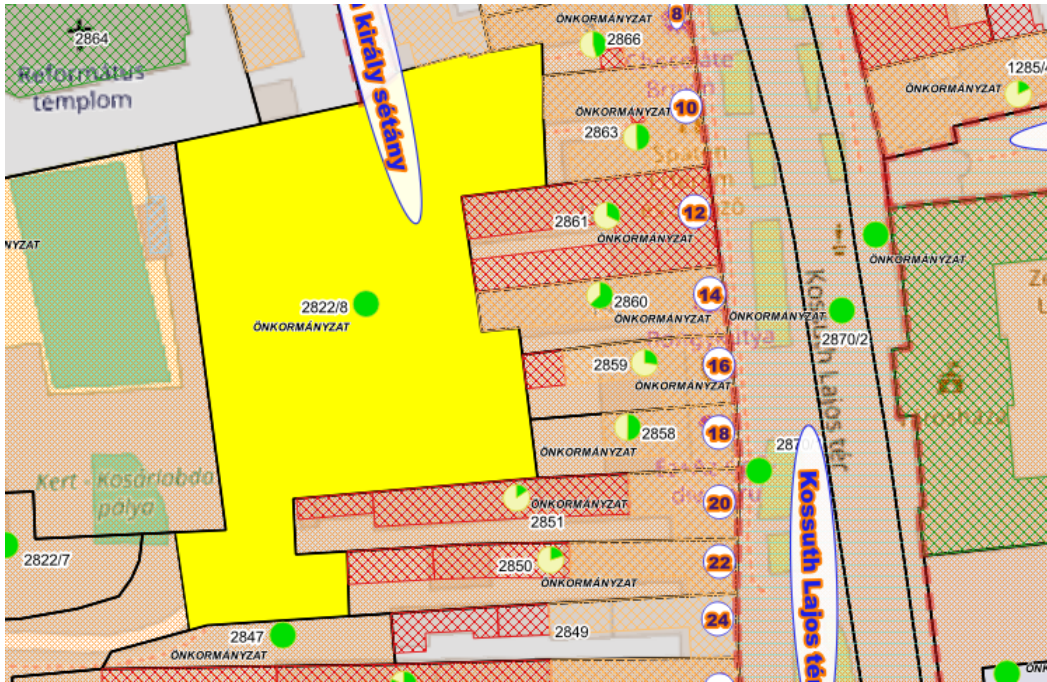 2864
Református
templom
király sétány
ÖNKORMÁNYZAT
8
2866
1285/4
ÖNKORMÁNYZAT
10
ÖNKORMÁNYZAT
2863
2861
12
ÖNKORMÁNYZAT
NYZAT
ÖNKORMÁNYZAT
2822/8
ÖNKORMÁNYZAT
2860
14
ÖNKORMÁNYZAT
ÖNKORMÁNYZAT
2870/2
Kossuth Lajos tér
2859
16
ÖNKORMÁNYZAT
2858
18
ÖNKORMÁNYZAT
Kert - Kosárlabda
pálya
ÖNKORMÁNYZAT
2851
20
Kossuth Lajos tér
2822/7
2850
22
ÖNKORMÁNYZAT
2847
ÖNKORMÁNYZAT
2849
24